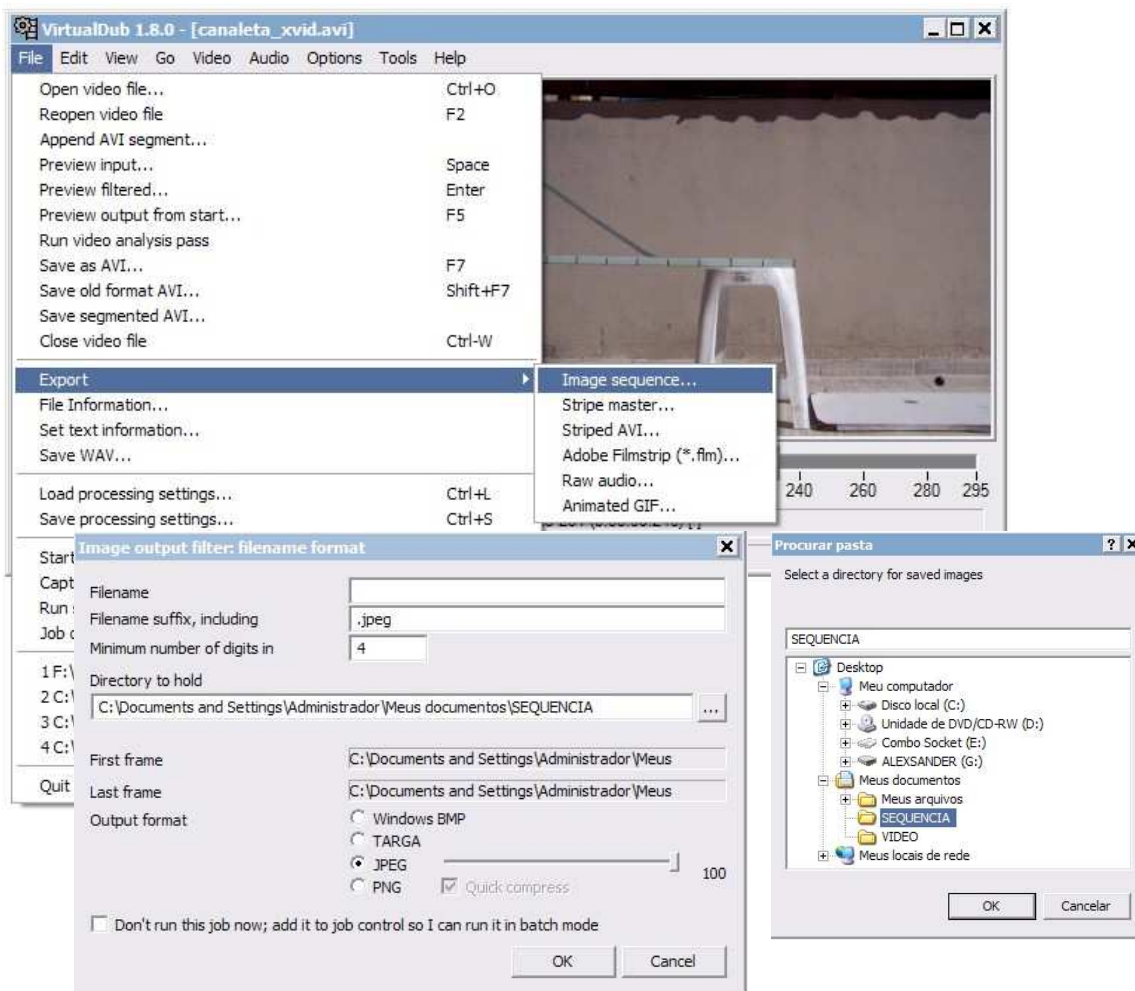 VirtualDub 1.8.0 - [canaleta_xvid.avi]
File Edit View Go Video Audio Options Tools Help
Open video file... Ctrl+O
Reopen video file F2
Append AVI segment...
Preview input... Space
Preview filtered... Enter
Preview output from start... F5
Run video analysis pass
Save as AVI... F7
Save old format AVI... Shift+F7
Save segmented AVI...
Close video file Ctrl-W
Export
File Information...
Set text information...
Save WAV...
Load processing settings... Ctrl+L
Save processing settings... Ctrl+S
Start
Capt
Run
Job
1 F:\
2 C:\
3 C:\
4 C:\
Quit
Image sequence...
Stripe master...
Striped AVI...
Adobe Filmstrip (*.flm)...
Raw audio...
Animated GIF...
240 260 280 295
Image output filter: filename format
Filename
Filename suffix, including .jpeg
Minimum number of digits in 4
Directory to hold
C:\Documents and Settings\Administrador\Meus documentos\SEQUENCIA ...
First frame C:\Documents and Settings\Administrador\Meus
Last frame C:\Documents and Settings\Administrador\Meus
Output format Windows BMP
TARGA
JPEG 100
PNG Quick compress
Don't run this job now; add it to job control so I can run it in batch mode
OK Cancel
Procurar pasta
Select a directory for saved images
SEQUENCIA
Desktop
Meu computador
Disco local (C:)
Unidade de DVD/CD-RW (D:)
Combo Socket (E:)
ALEXSANDER (G:)
Meus documentos
Meus arquivos
SEQUENCIA
VIDEO
Meus locais de rede
OK Cancelar